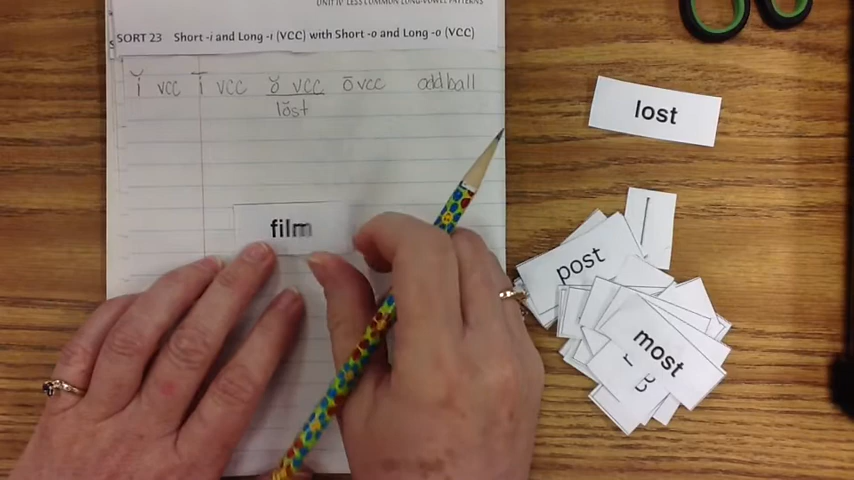 UNIT IV LESS COMMON LONG-VOWEL PATTERNS
SORT 23 Short -i and Long -i (VCC) with Short -o and Long -o (VCC)
ĭ vcc ī vcc ŏ vcc ō vcc oddball
lŏst
lost
film
post
most